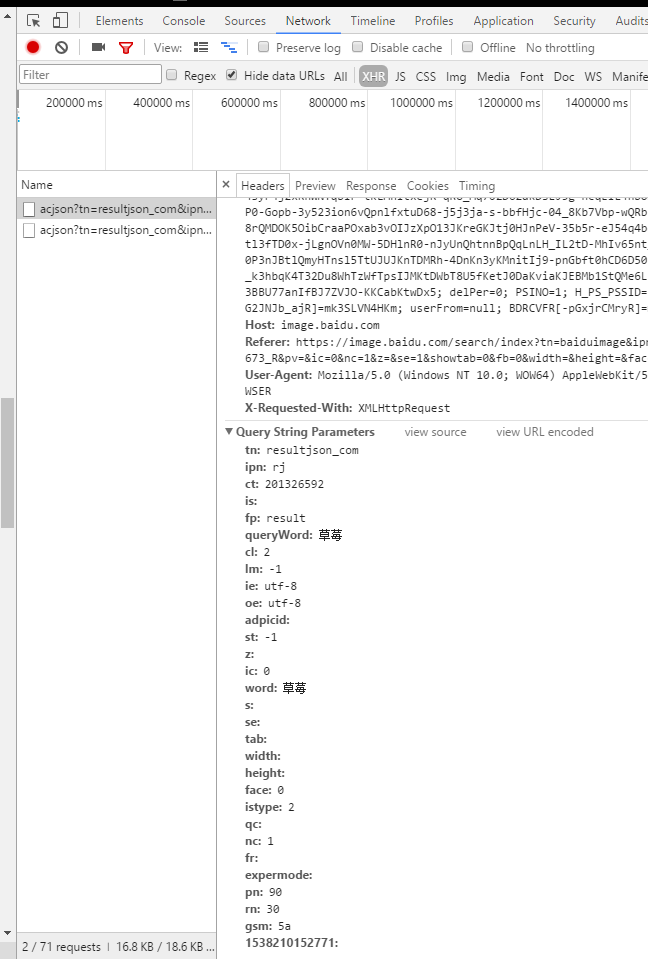 Elements Console Sources Network Timeline Profiles Application Security Audits
View: Preserve log Disable cache Offline No throttling
Filter Regex Hide data URLs All XHR JS CSS Img Media Font Doc WS Manife
200000 ms 400000 ms 600000 ms 800000 ms 1000000 ms 1200000 ms 1400000 ms
Name
acjson?tn=resultjson_com&ipn...
acjson?tn=resultjson_com&ipn...
× Headers Preview Response Cookies Timing
P0-Gopb-3y523ion6vQpnlfxtuD68-j5j3ja-s-bbfHjc-04_8Kb7Vbp-wQRb
8rQMDOK5OibCraaPOxab3vOIJzXpO13JKreGKJtj0HJnPeV-35b5r-eJ54q4b
tl3fTD0x-jLgnOVn0MW-5DHlnR0-nJyUnQhtnnBpQqLnLH_IL2tD-MhIv65nt
0P3nJBtlQmyHTnsl5TtUJUJKnTDMRh-4DnKn3yKMnitIj9-pnGbft0hCD6D50
_k3hbqK4T32Du8WhTzWfTpsIJMKtDWbT8U5fKetJ0DaKviaKJEBMb1StQMe6L
3BBU77anIfBJ7ZVJO-KKCabKtwDx5; delPer=0; PSINO=1; H_PS_PSSID=
G2JNJb_ajR]=mk3SLVN4HKm; userFrom=null; BDRCVFR[-pGxjrCMryR]=
Host: image.baidu.com
Referer: https://image.baidu.com/search/index?tn=baiduimage&ipn
673_R&pv=&ic=0&nc=1&z=&se=1&showtab=0&fb=0&width=&height=&fac
User-Agent: Mozilla/5.0 (Windows NT 10.0; WOW64) AppleWebKit/5
WSER
X-Requested-With: XMLHttpRequest
Query String Parameters view source view URL encoded
tn: resultjson_com
ipn: rj
ct: 201326592
is:
fp: result
queryWord: 草莓
cl: 2
lm: -1
ie: utf-8
oe: utf-8
adpicid:
st: -1
z:
ic: 0
word: 草莓
s:
se:
tab:
width:
height:
face: 0
istype: 2
qc:
nc: 1
fr:
expermode:
pn: 90
rn: 30
gsm: 5a
1538210152771:
2 / 71 requests | 16.8 KB / 18.6 KB ...